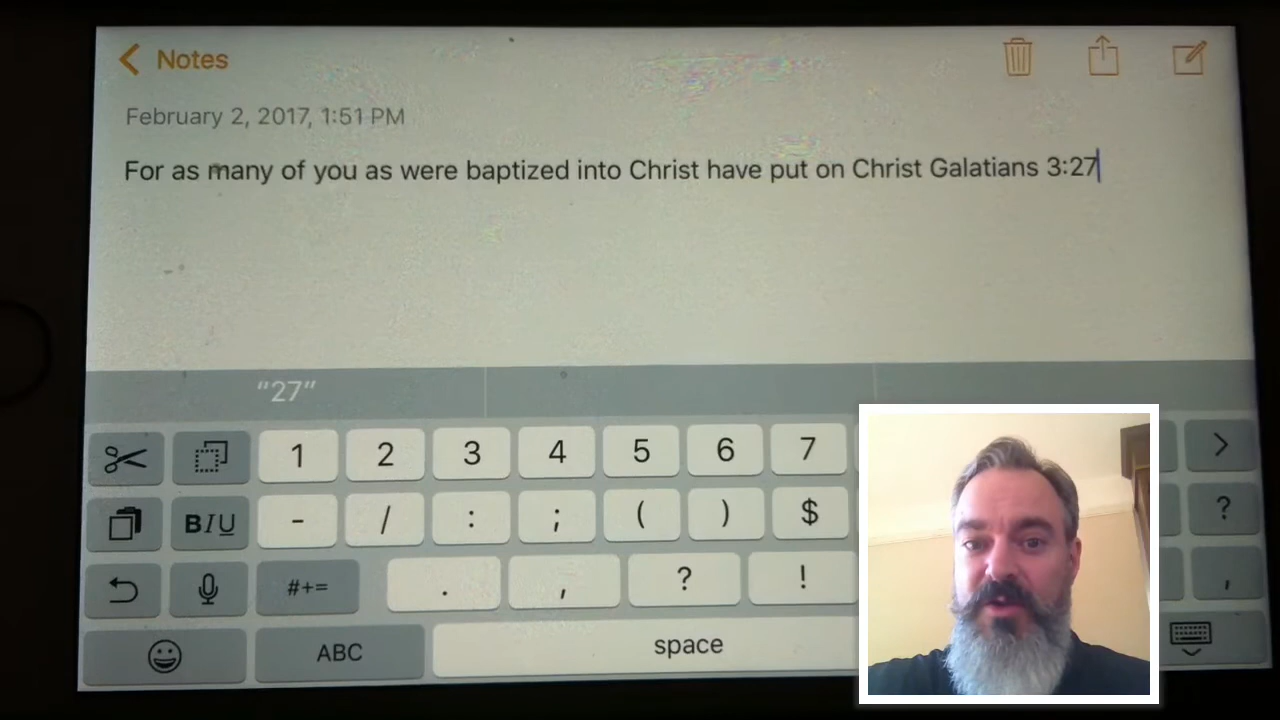 Notes
February 2, 2017, 1:51 PM
For as many of you as were baptized into Christ have put on Christ Galatians 3:27
"27"
1 2 3 4 5 6 7
- / : ; ( ) $ ?
#+= . , ? ! ,
ABC space
BIU